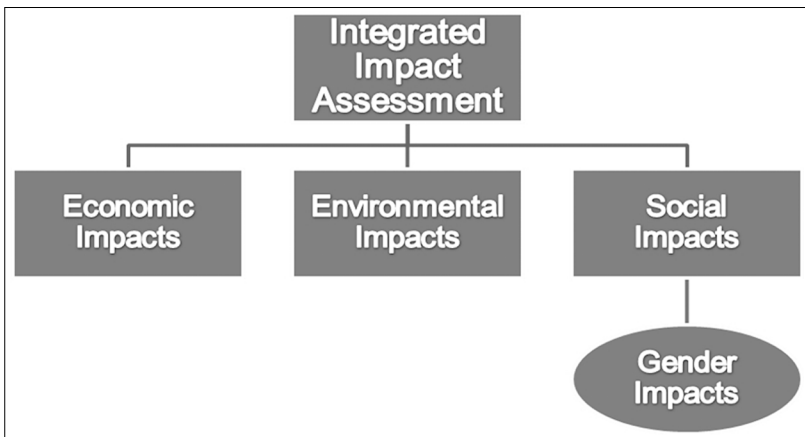 Integrated
Impact
Assessment
Economic
Impacts
Environmental
Impacts
Social
Impacts
Gender
Impacts